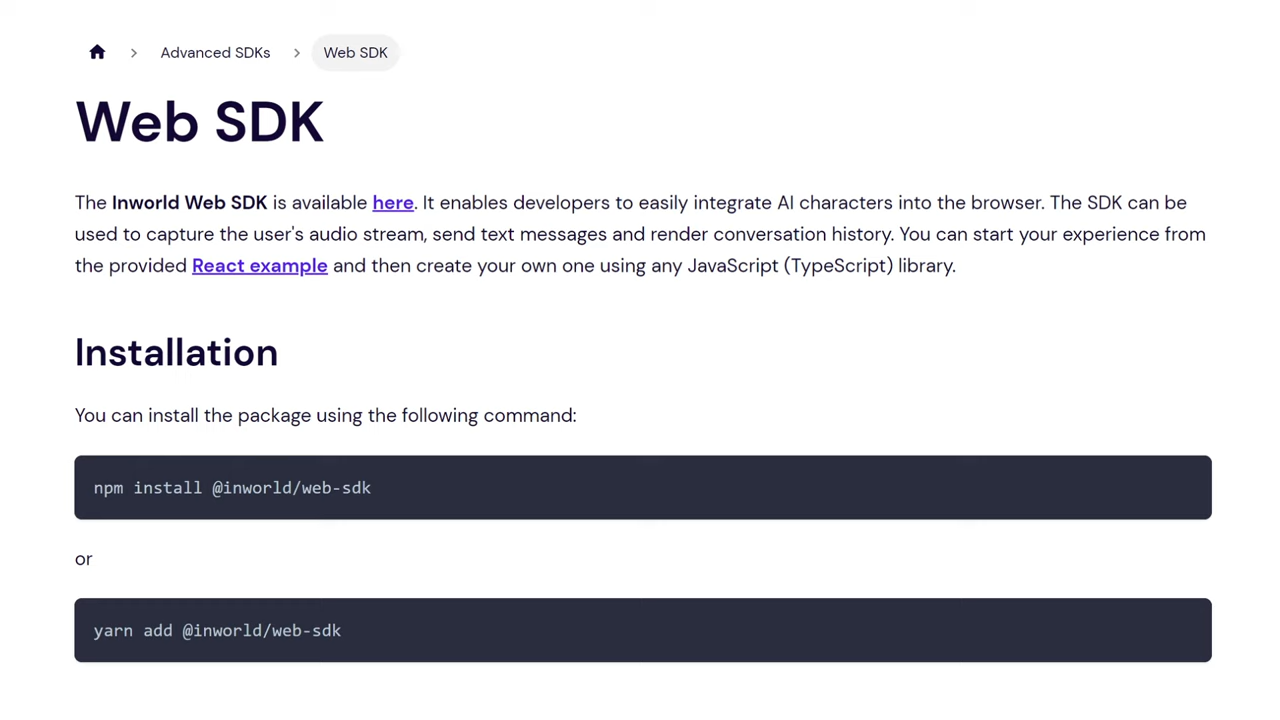 Advanced SDKs > Web SDK
Web SDK
The Inworld Web SDK is available here. It enables developers to easily integrate AI characters into the browser. The SDK can be
used to capture the user's audio stream, send text messages and render conversation history. You can start your experience from
the provided React example and then create your own one using any JavaScript (TypeScript) library.
Installation
You can install the package using the following command:
npm install @inworld/web-sdk
or
yarn add @inworld/web-sdk